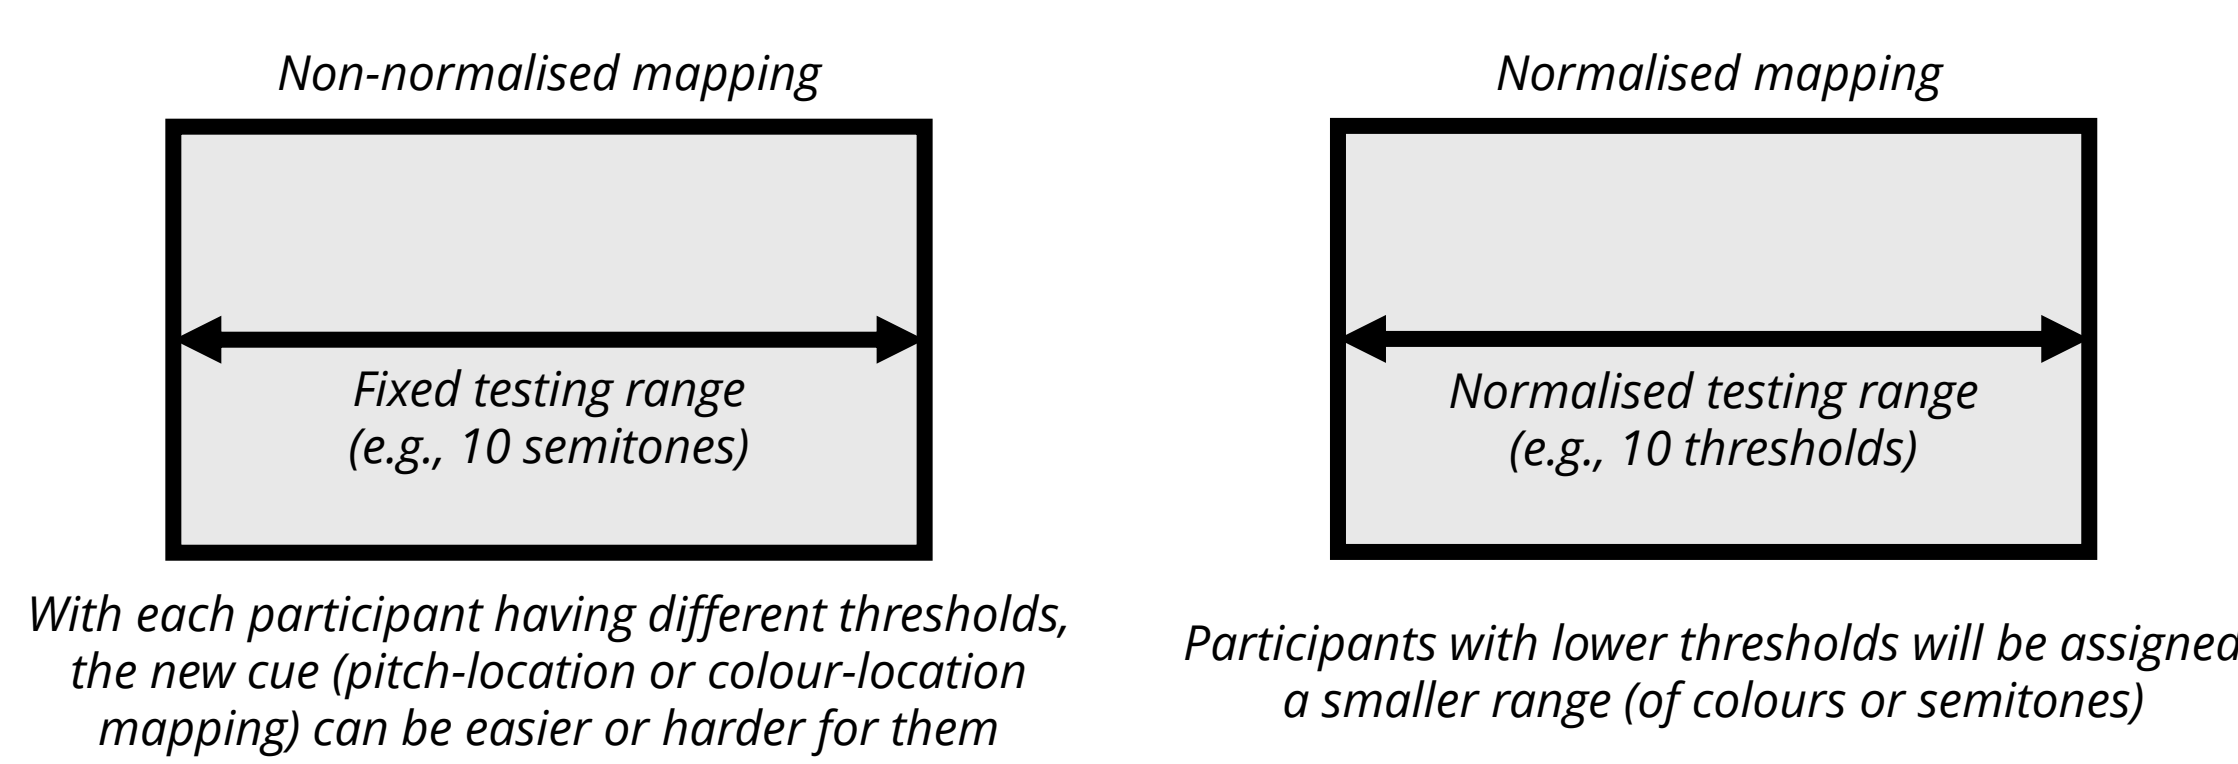 Non-normalised mapping
Fixed testing range
(e.g., 10 semitones)
With each participant having different thresholds,
the new cue (pitch-location or colour-location
mapping) can be easier or harder for them
Normalised mapping
Normalised testing range
(e.g., 10 thresholds)
Participants with lower thresholds will be assigned
a smaller range (of colours or semitones)